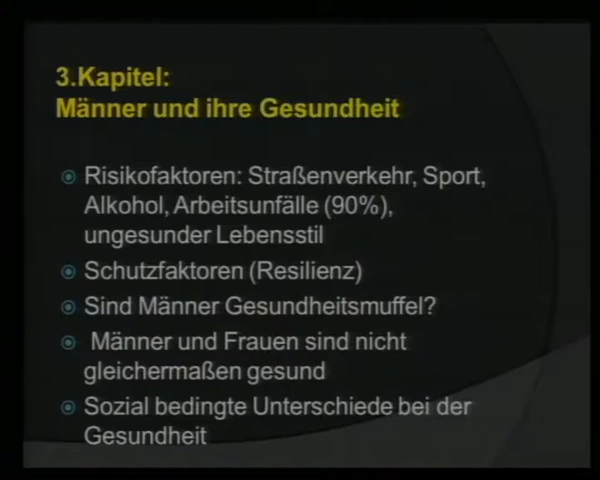 3.Kapitel:
Männer und ihre Gesundheit
Risikofaktoren: Straßenverkehr, Sport,
Alkohol, Arbeitsunfälle (90%),
ungesunder Lebensstil
Schutzfaktoren (Resilienz)
Sind Männer Gesundheitsmuffel?
Männer und Frauen sind nicht
gleichermaßen gesund
Sozial bedingte Unterschiede bei der
Gesundheit